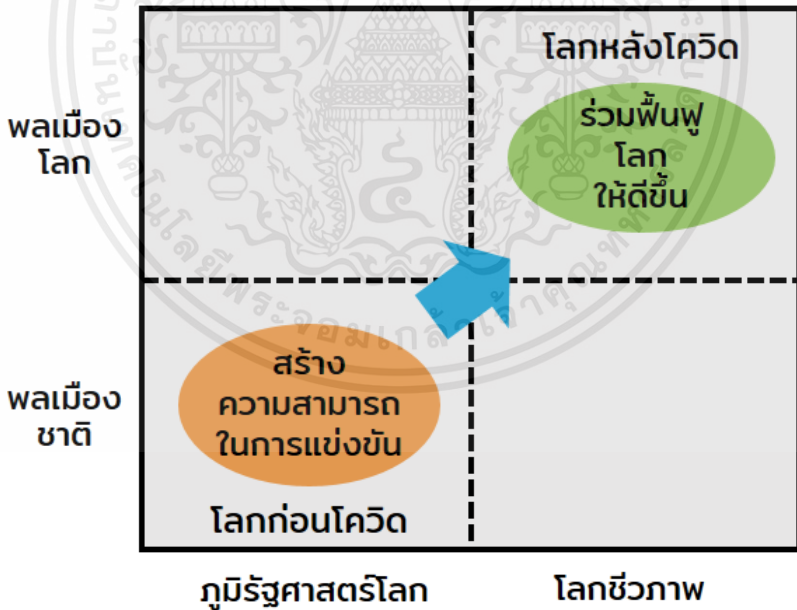 โลกหลังโควิด
ร่วมฟื้นฟู
โลก
ให้ดีขึ้น
พลเมือง
โลก
สร้าง
ความสามารถ
ในการแข่งขัน
โลกก่อนโควิด
พลเมือง
ชาติ
ภูมิรัฐศาสตร์โลก
โลกชีวภาพ